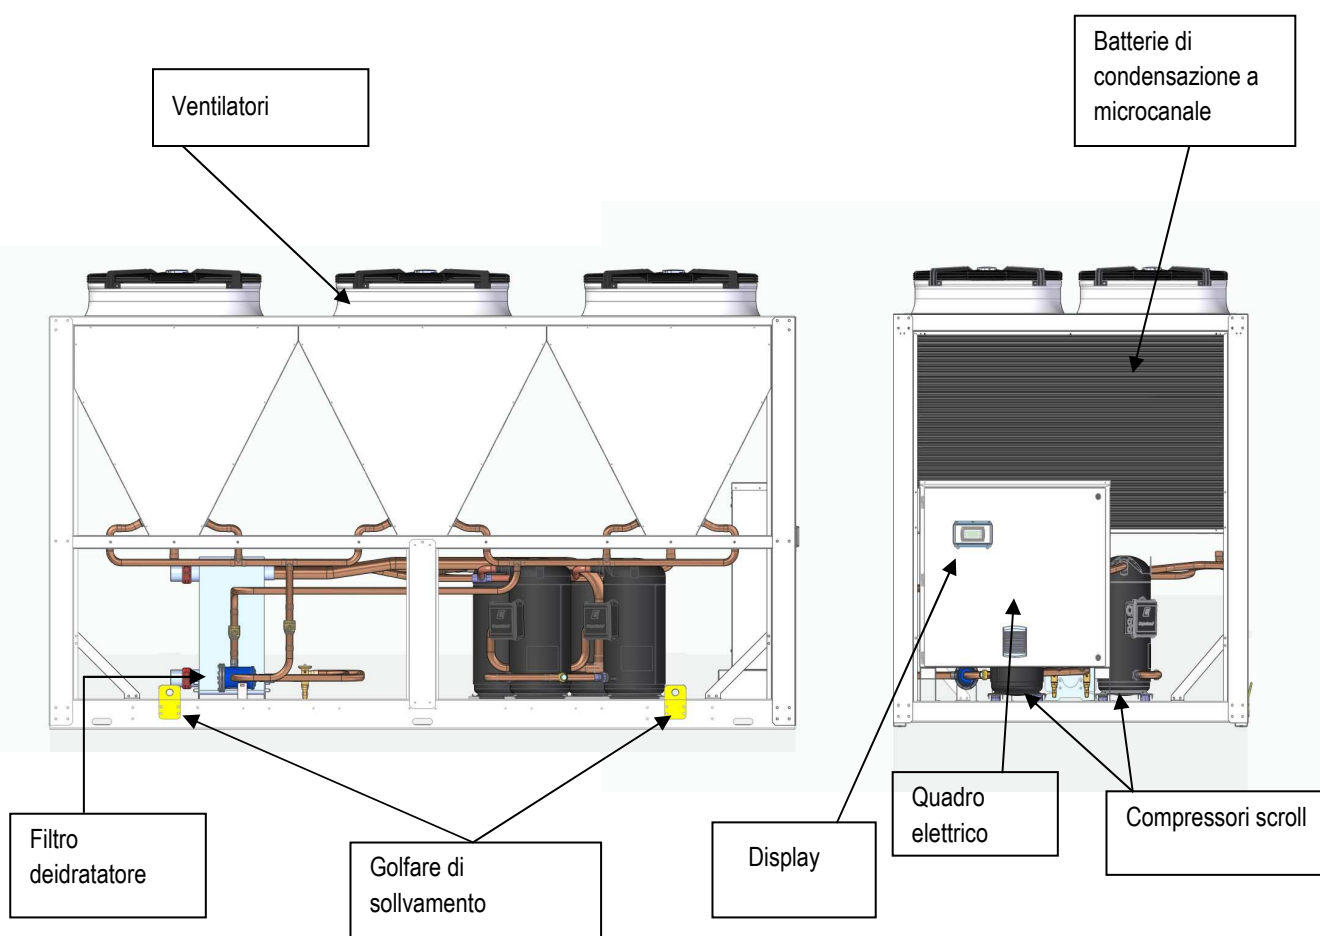 Batterie di
condensazione a
microcanale
Ventilatori
Filtro
deidratatore
Golfare di
sollvamento
Display
Quadro
elettrico
Compressori scroll